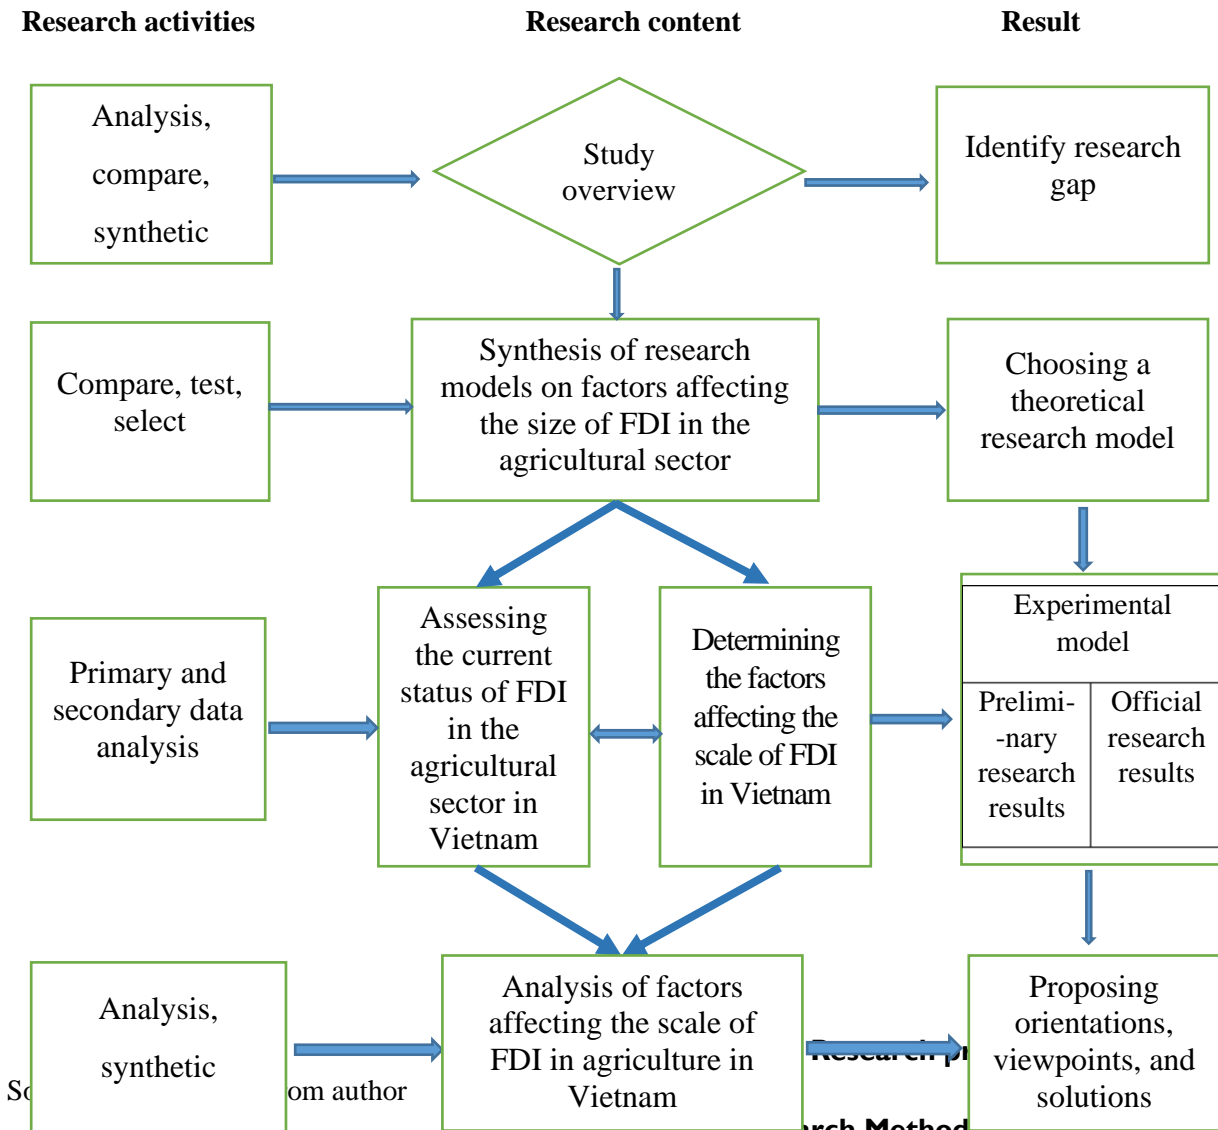 Research activities
Research content
Result
Analysis,
compare,
synthetic
Study
overview
Identify research
gap
Compare, test,
select
Synthesis of research
models on factors affecting
the size of FDI in the
agricultural sector
Choosing a
theoretical
research model
Primary and
secondary data
analysis
Assessing
the current
status of FDI
in the
agricultural
sector in
Vietnam
Determining
the factors
affecting the
scale of FDI
in Vietnam
Experimental
model
Prelimi-
-nary
research
results
Official
research
results
Analysis,
synthetic
Analysis of factors
affecting the scale of
FDI in agriculture in
Vietnam
Proposing
orientations,
viewpoints, and
solutions
Research
author